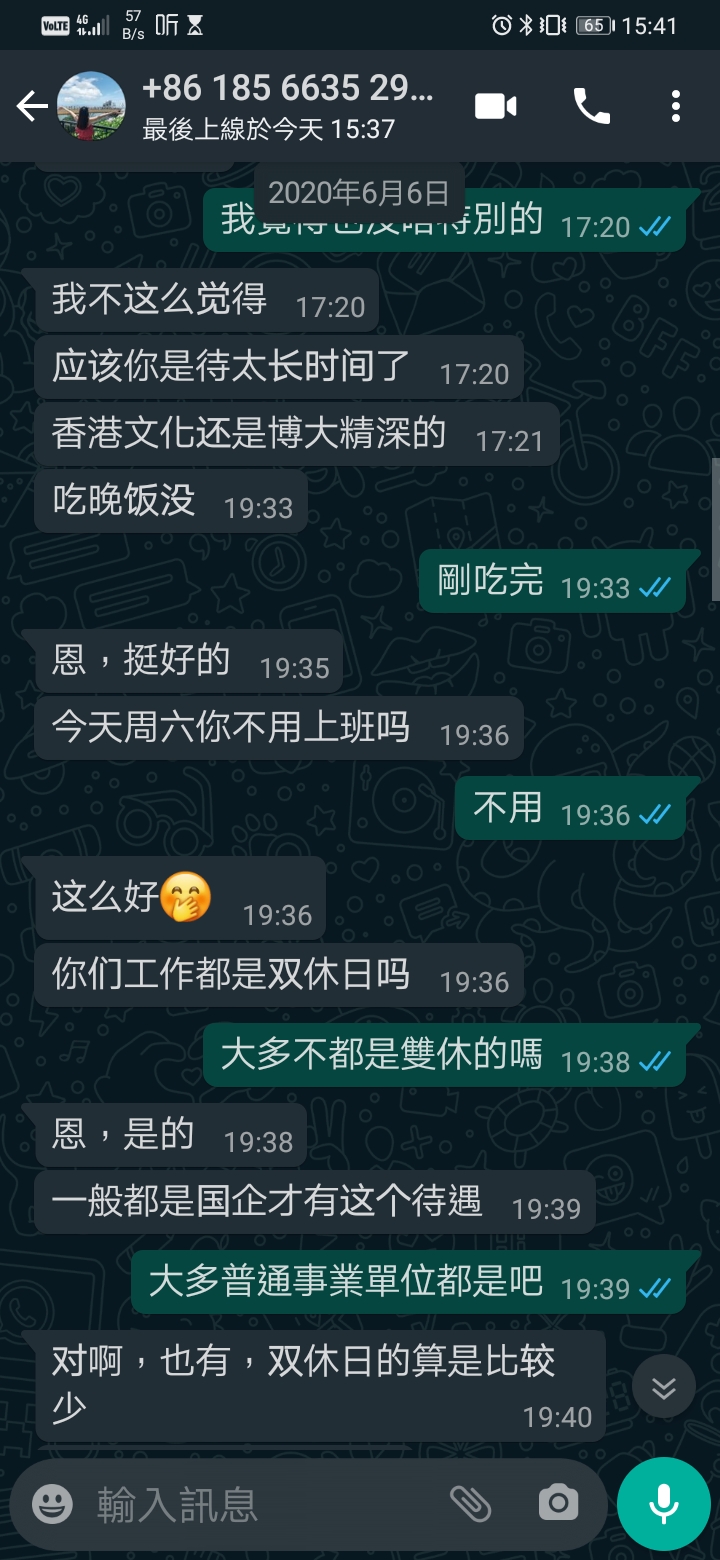 VoLTE 4G 57 B/s 听 65 15:41
+86 185 6635 29...
最後上線於今天 15:37
2020年6月6日
我覺得也沒啥特別的 17:20
我不这么觉得 17:20
应该你是待太长时间了 17:20
香港文化还是博大精深的 17:21
吃晚饭没 19:33
剛吃完 19:33
恩，挺好的 19:35
今天周六你不用上班吗 19:36
不用 19:36
这么好🤭 19:36
你们工作都是双休日吗 19:36
大多不都是雙休的嗎 19:38
恩，是的 19:38
一般都是国企才有这个待遇 19:39
大多普通事業單位都是吧 19:39
对啊，也有，双休日的算是比较
少 19:40
輸入訊息